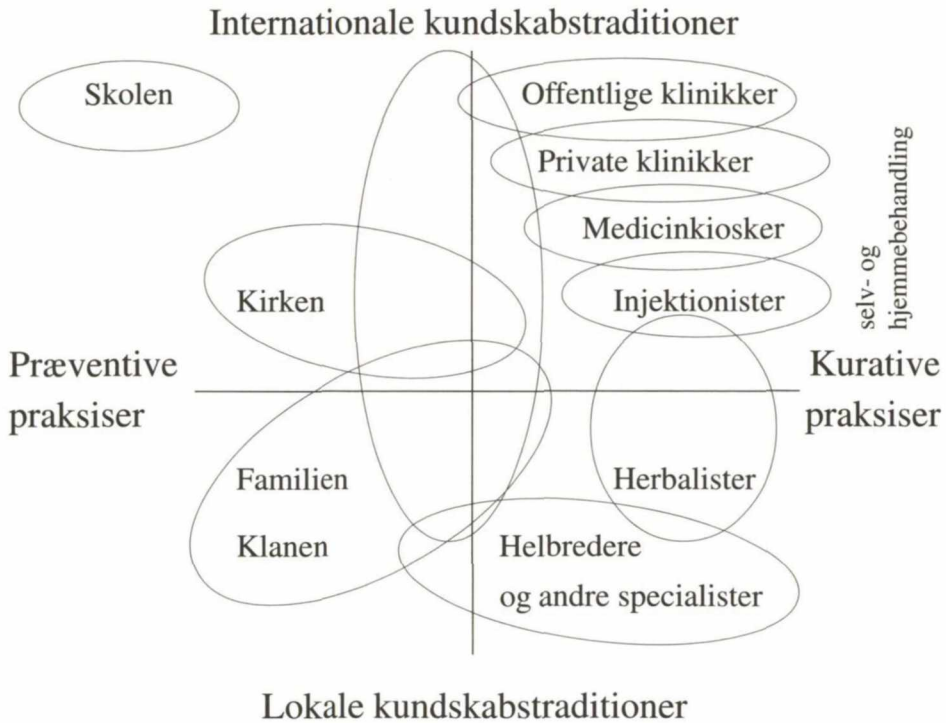 Internationale kundskabstraditioner
Skolen
Offentlige klinikker
Private klinikker
Medicinkiosker
Kirken
Injektionister
selv- og
hjemmebehandling
Præventive
praksiser
Kurative
praksiser
Familien
Herbalister
Klanen
Helbredere
og andre specialister
Lokale kundskabstraditioner